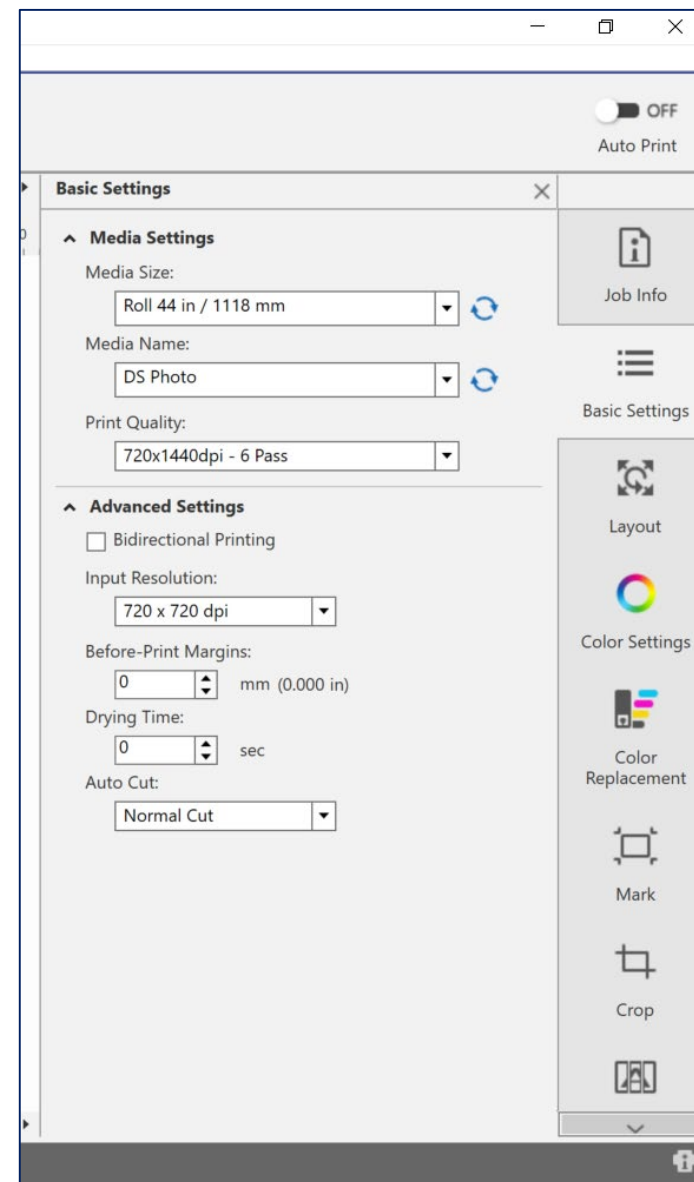 OFF
Auto Print
Basic Settings
Media Settings
Media Size:
Roll 44 in / 1118 mm
Media Name:
DS Photo
Print Quality:
720x1440dpi - 6 Pass
Advanced Settings
Bidirectional Printing
Input Resolution:
720 x 720 dpi
Before-Print Margins:
0 mm (0.000 in)
Drying Time:
0 sec
Auto Cut:
Normal Cut
Job Info
Basic Settings
Layout
Color Settings
Color
Replacement
Mark
Crop